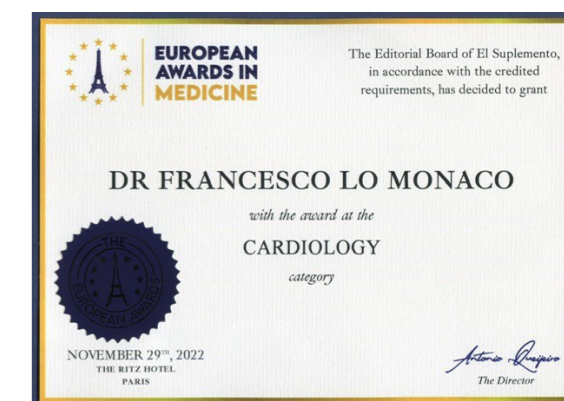 EUROPEAN
AWARDS IN
MEDICINE
The Editorial Board of El Suplemento,
in accordance with the credited
requirements, has decided to grant
DR FRANCESCO LO MONACO
with the award at the
CARDIOLOGY
category
THE
EUROPEAN AWARDS
NOVEMBER 29TH, 2022
THE RITZ HOTEL
PARIS
Antonio Queijeiro
The Director